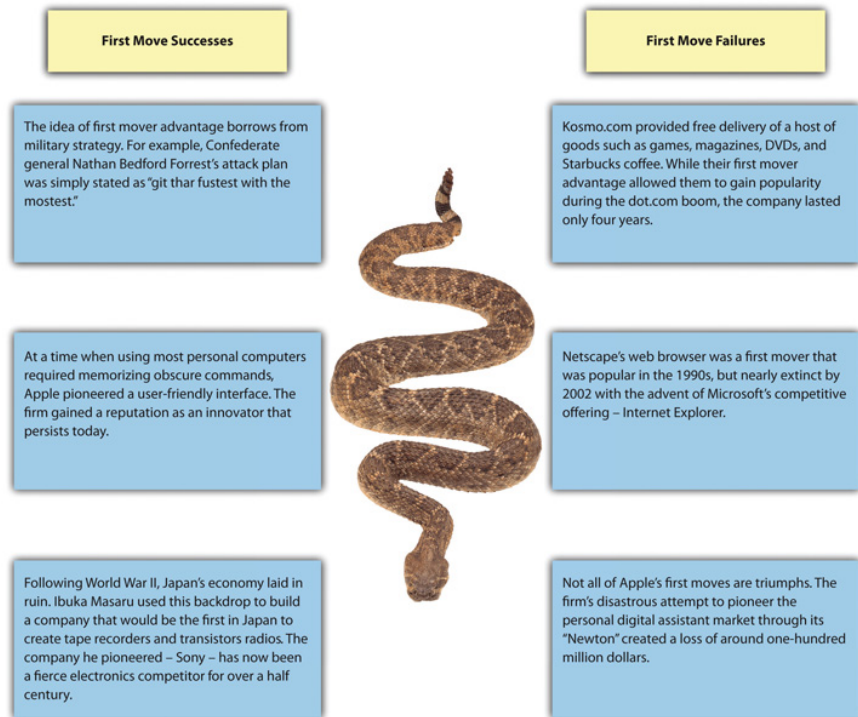 First Move Successes
The idea of first mover advantage borrows from
military strategy. For example, Confederate
general Nathan Bedford Forrest's attack plan
was simply stated as “git thar fustest with the
mostest.”
At a time when using most personal computers
required memorizing obscure commands,
Apple pioneered a user-friendly interface. The
firm gained a reputation as an innovator that
persists today.
Following World War II, Japan's economy laid in
ruin. Ibuka Masaru used this backdrop to build
a company that would be the first in Japan to
create tape recorders and transistors radios. The
company he pioneered – Sony – has now been
a fierce electronics competitor for over a half
century.
First Move Failures
Kosmo.com provided free delivery of a host of
goods such as games, magazines, DVDs, and
Starbucks coffee. While their first mover
advantage allowed them to gain popularity
during the dot.com boom, the company lasted
only four years.
Netscape's web browser was a first mover that
was popular in the 1990s, but nearly extinct by
2002 with the advent of Microsoft's competitive
offering – Internet Explorer.
Not all of Apple's first moves are triumphs. The
firm's disastrous attempt to pioneer the
personal digital assistant market through its
“Newton” created a loss of around one-hundred
million dollars.